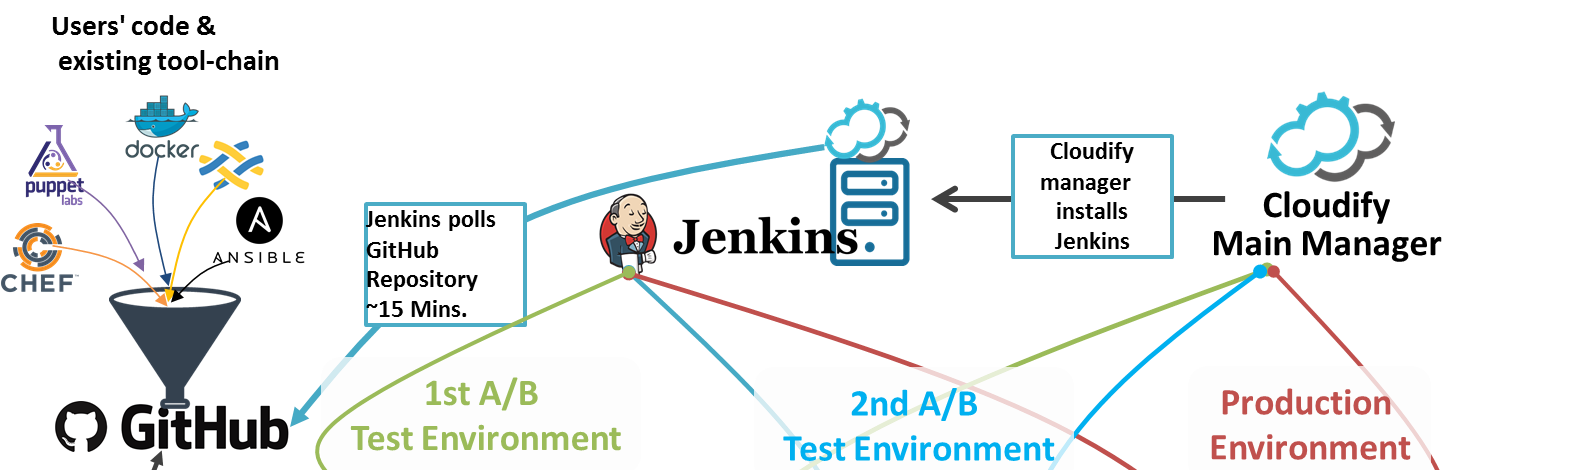 Users' code &
existing tool-chain
docker
puppet
labs
ANSIBLE
CHEF™
GitHub
Jenkins polls
GitHub
Repository
~15 Mins.
Jenkins
Cloudify
manager
installs
Jenkins
Cloudify
Main Manager
1st A/B
Test Environment
2nd A/B
Test Environment
Production
Environment